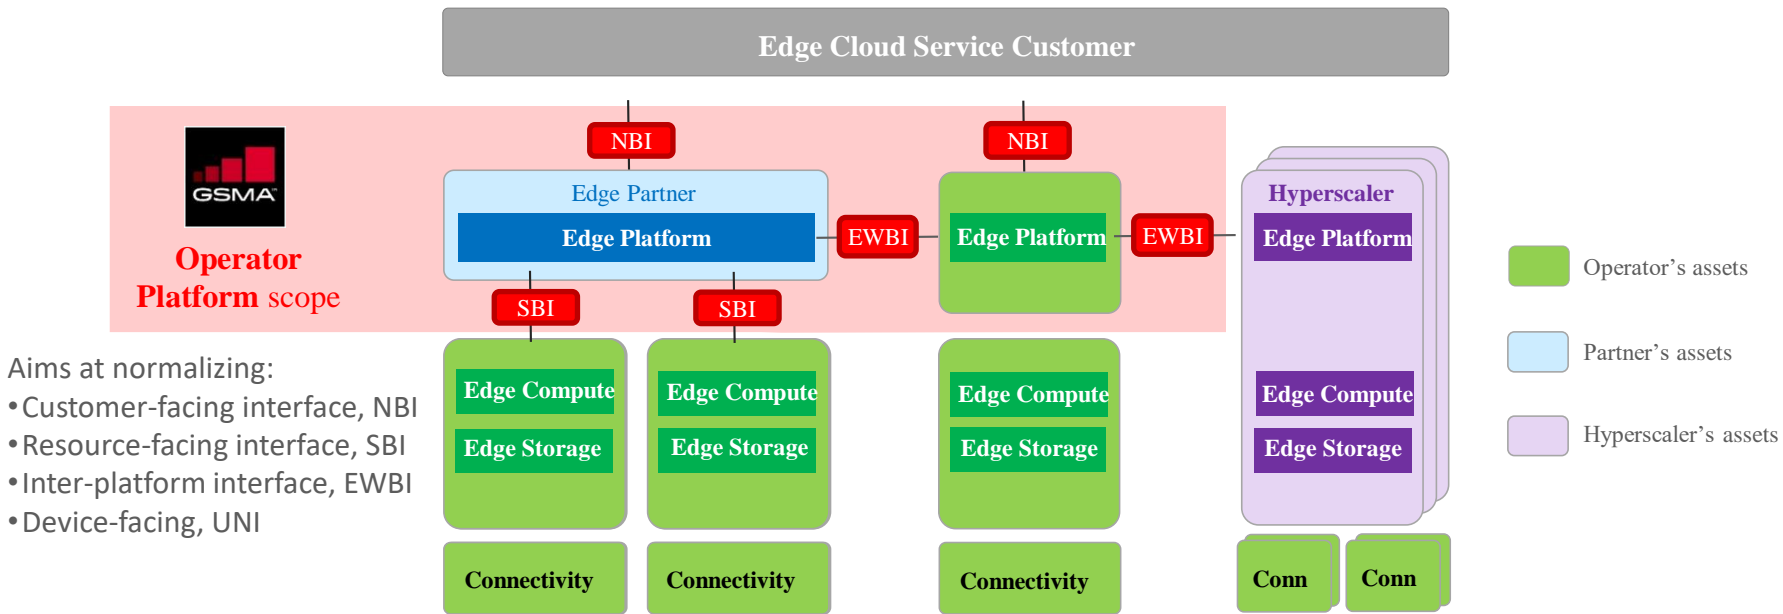 Edge Cloud Service Customer
NBI
NBI
GSMA™
Operator
Platform scope
Edge Partner
Edge Platform
EWBI
Edge Platform
EWBI
Hyperscaler
Edge Platform
SBI
SBI
Operator's assets
Partner's assets
Hyperscaler's assets
Aims at normalizing:
•Customer-facing interface, NBI
•Resource-facing interface, SBI
•Inter-platform interface, EWBI
•Device-facing, UNI
Edge Compute
Edge Storage
Edge Compute
Edge Storage
Edge Compute
Edge Storage
Edge Compute
Edge Storage
Connectivity
Connectivity
Connectivity
Conn
Conn